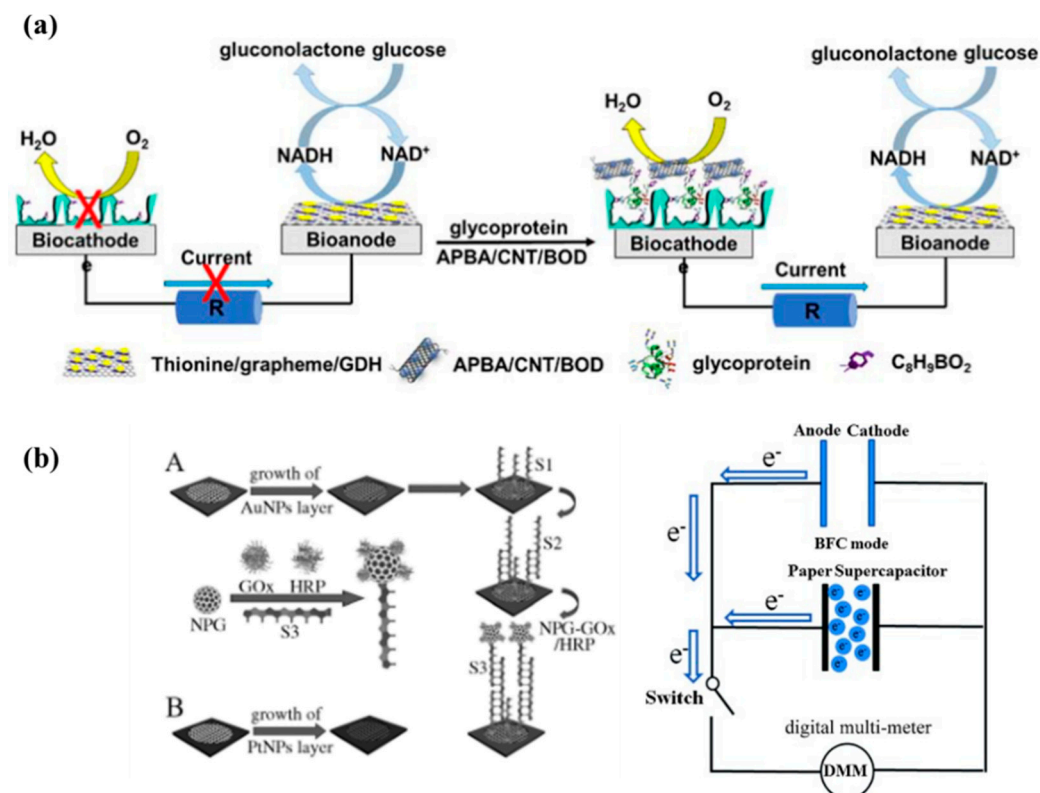 (a)
gluconolactone glucose
H2O O2
NADH NAD+
Biocathode
e
Bioanode
Current
R
glycoprotein
APBA/CNT/BOD
gluconolactone glucose
H2O O2
NADH NAD+
Biocathode
e
Bioanode
Current
R
Thionine/grapheme/GDH
APBA/CNT/BOD
glycoprotein
C8H9BO2
(b)
A
growth of
AuNPs layer
S1
S2
GOx HRP
NPG
S3
NPG-GOx
/HRP
S3
B
growth of
PtNPs layer
Anode Cathode
e-
BFC mode
e-
Paper Supercapacitor
e-
e- e-
e- e-
e- e-
e- e-
e-
e-
Switch
digital multi-meter
DMM